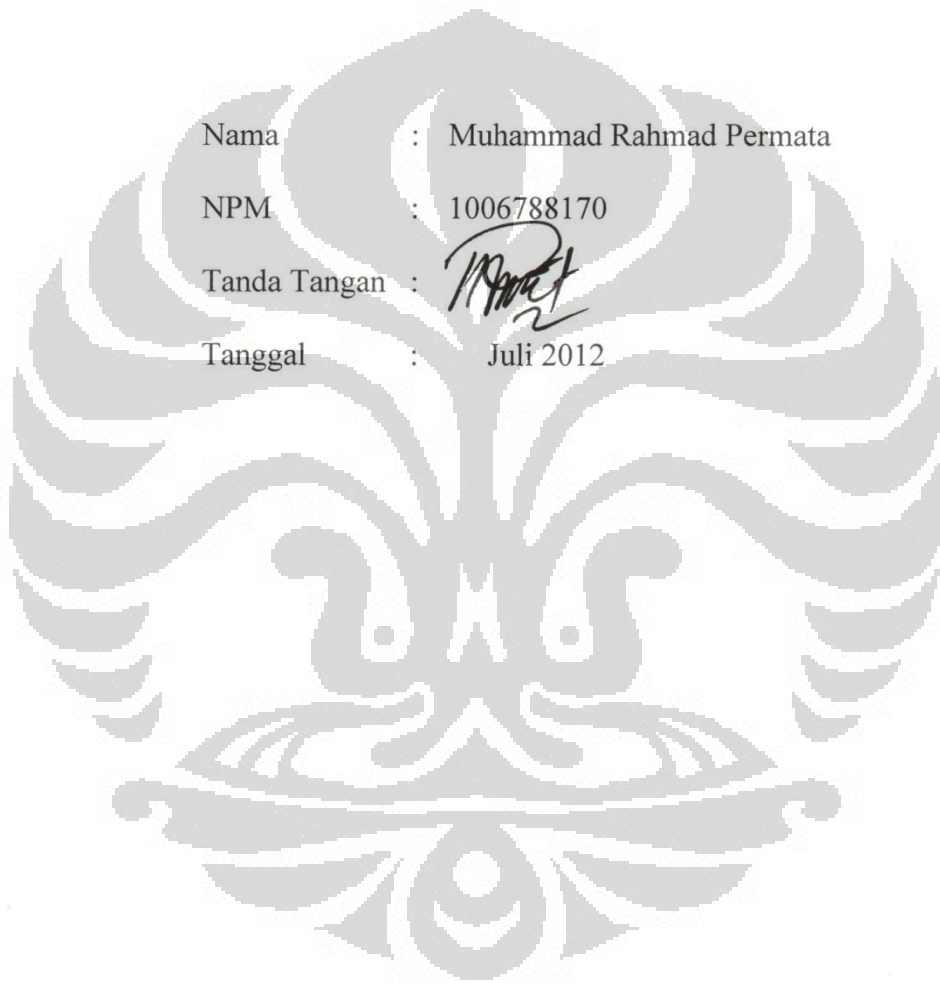 Nama : Muhammad Rahmad Permata
NPM : 1006788170
Tanda Tangan :
Tanggal : Juli 2012